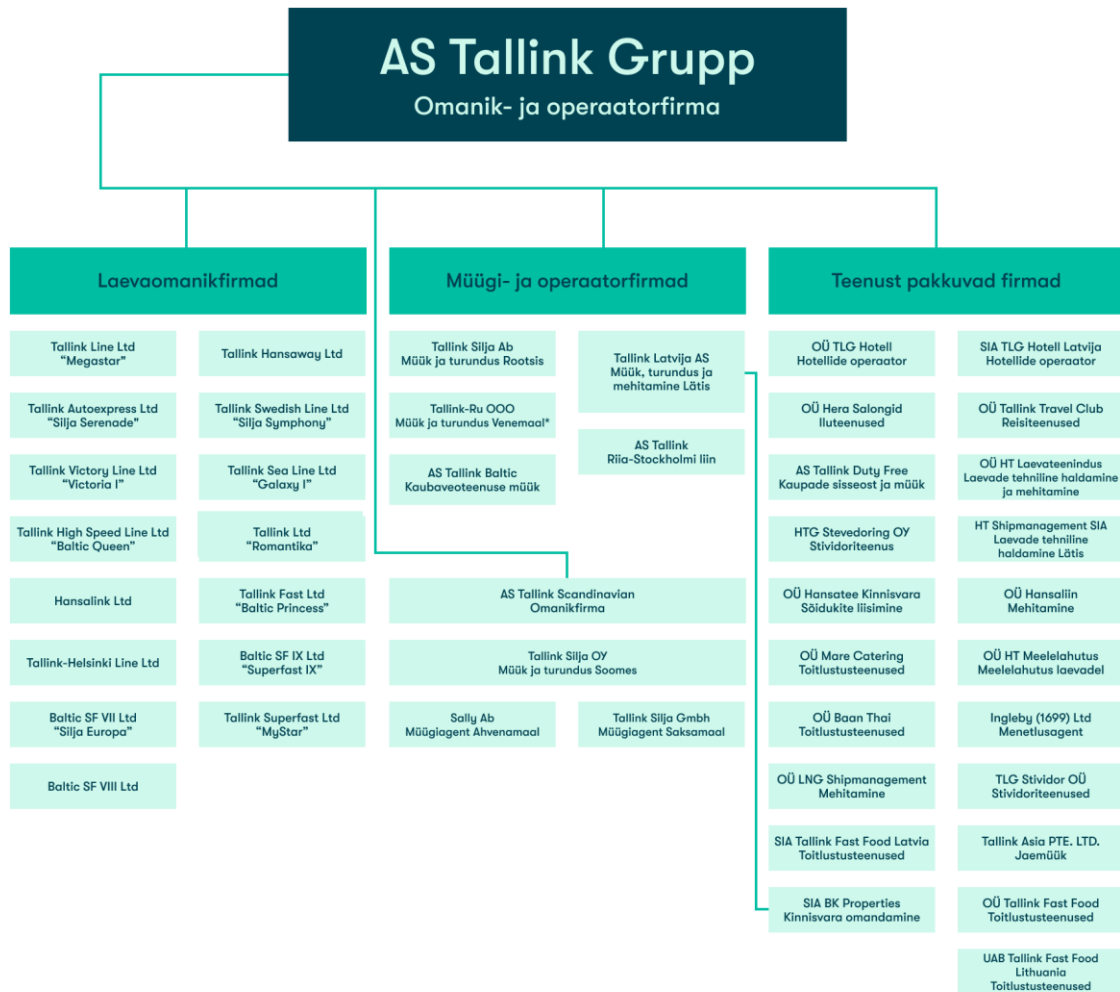 AS Tallink Grupp
Omanik- ja operaatorfirma
Laevaomanikfirmad
Tallink Line Ltd
“Megastar”
Tallink Hansaway Ltd
Tallink Autoexpress Ltd
“Silja Serenade”
Tallink Swedish Line Ltd
“Silja Symphony”
Tallink Victory Line Ltd
“Victoria I”
Tallink Sea Line Ltd
“Galaxy I”
Tallink High Speed Line Ltd
“Baltic Queen”
Tallink Ltd
“Romantika”
Hansalink Ltd
Tallink Fast Ltd
“Baltic Princess”
Tallink-Helsinki Line Ltd
Baltic SF IX Ltd
“Superfast IX”
Baltic SF VII Ltd
“Silja Europa”
Tallink Superfast Ltd
“MyStar”
Baltic SF VIII Ltd
Müügi- ja operaatorfirmad
Tallink Silja Ab
Müük ja turundus Rootsis
Tallink Latvija AS
Müük, turundus ja
mehitamine Lätis
Tallink-Ru OOO
Müük ja turundus Venemaal*
AS Tallink
Riia-Stockholmi liin
AS Tallink Baltic
Kaubaveoteenuse müük
AS Tallink Scandinavian
Omanikfirma
Tallink Silja OY
Müük ja turundus Soomes
Sally Ab
Müügiagent Ahvenamaal
Tallink Silja Gmbh
Müügiagent Saksamaal
Teenust pakkuvad firmad
OÜ TLG Hotell
Hotellide operaator
SIA TLG Hotell Latvija
Hotellide operaator
OÜ Hera Salongid
Iluteenused
OÜ Tallink Travel Club
Reisiteenused
AS Tallink Duty Free
Kaupade sisseost ja müük
OÜ HT Laevateenindus
Laevade tehniline haldamine
ja mehitamine
HTG Stevedoring OY
Stividoriteenus
HT Shipmanagement SIA
Laevade tehniline
haldamine Lätis
OÜ Hansatee Kinnisvara
Sõidukite liisimine
OÜ Hansaliin
Mehitamine
OÜ Mare Catering
Toitlustusteenused
OÜ HT Meelelahutus
Meelelahutus laevadel
OÜ Baan Thai
Toitlustusteenused
Ingleby (1699) Ltd
Menetlusagent
OÜ LNG Shipmanagement
Mehitamine
TLG Stividor OÜ
Stividoriteenused
SIA Tallink Fast Food Latvia
Toitlustusteenused
Tallink Asia PTE. LTD.
Jaemüük
SIA BK Properties
Kinnisvara omandamine
OÜ Tallink Fast Food
Toitlustusteenused
UAB Tallink Fast Food
Lithuania
Toitlustusteenused